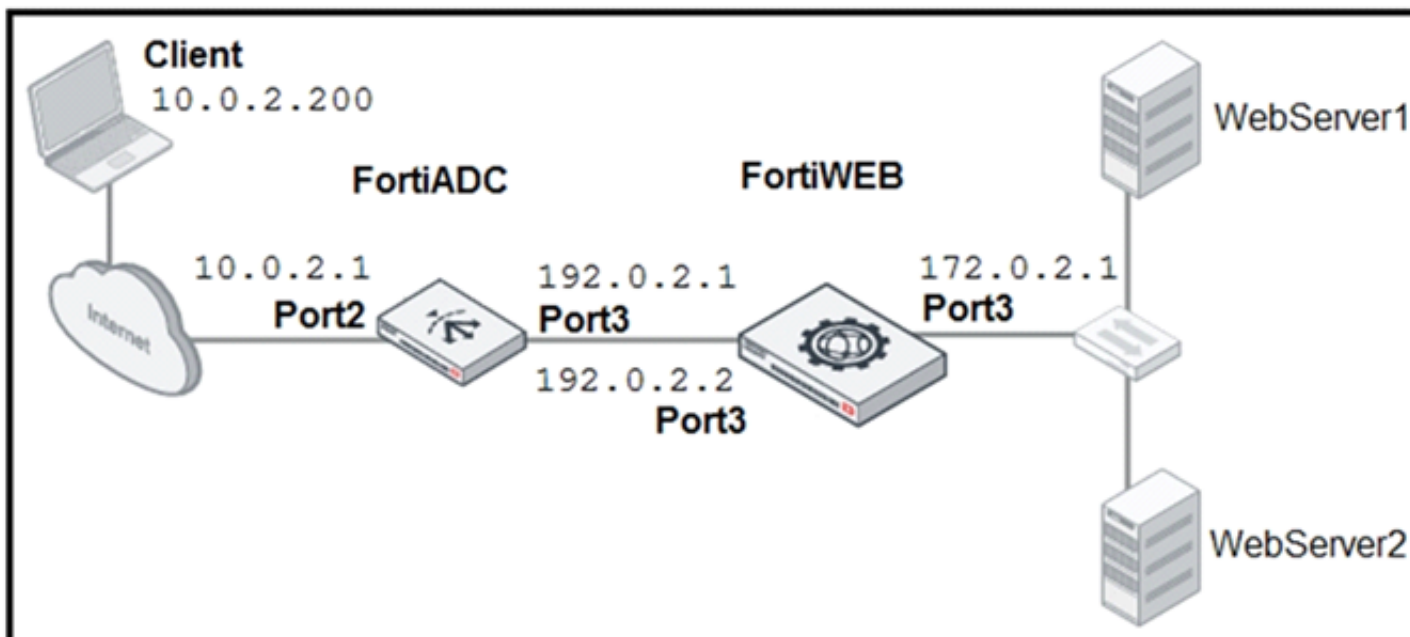 Client
10.0.2.200
WebServer1
FortiADC
FortiWEB
10.0.2.1
Port2
192.0.2.1
Port3
172.0.2.1
Port3
Internet
192.0.2.2
Port3
WebServer2